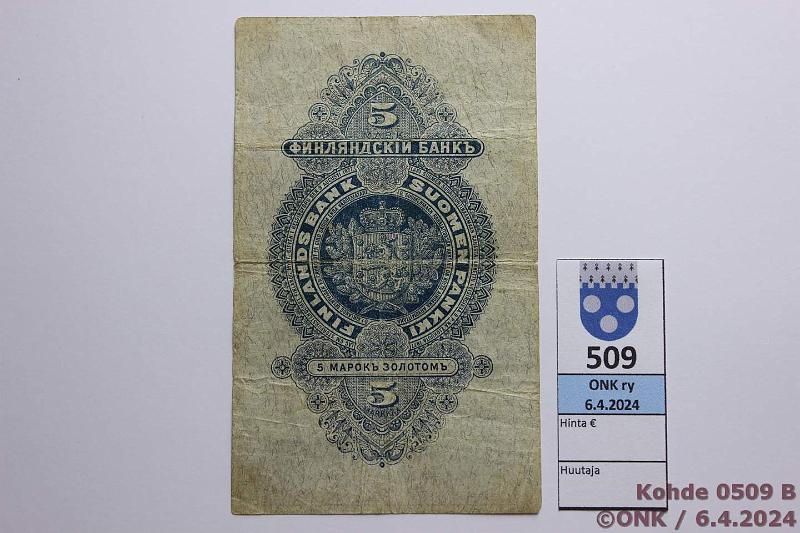 5
ФИНЛЯНДСКІЙ БАНКЪ
FINLANDS BANK
SUOMEN PANKKI
5 МАРОКЪ ЗОЛОТОМЪ
5
509
ONK ry
6.4.2024
Hinta €
Huutaja
Kohde 0509 B
©ONK / 6.4.2024